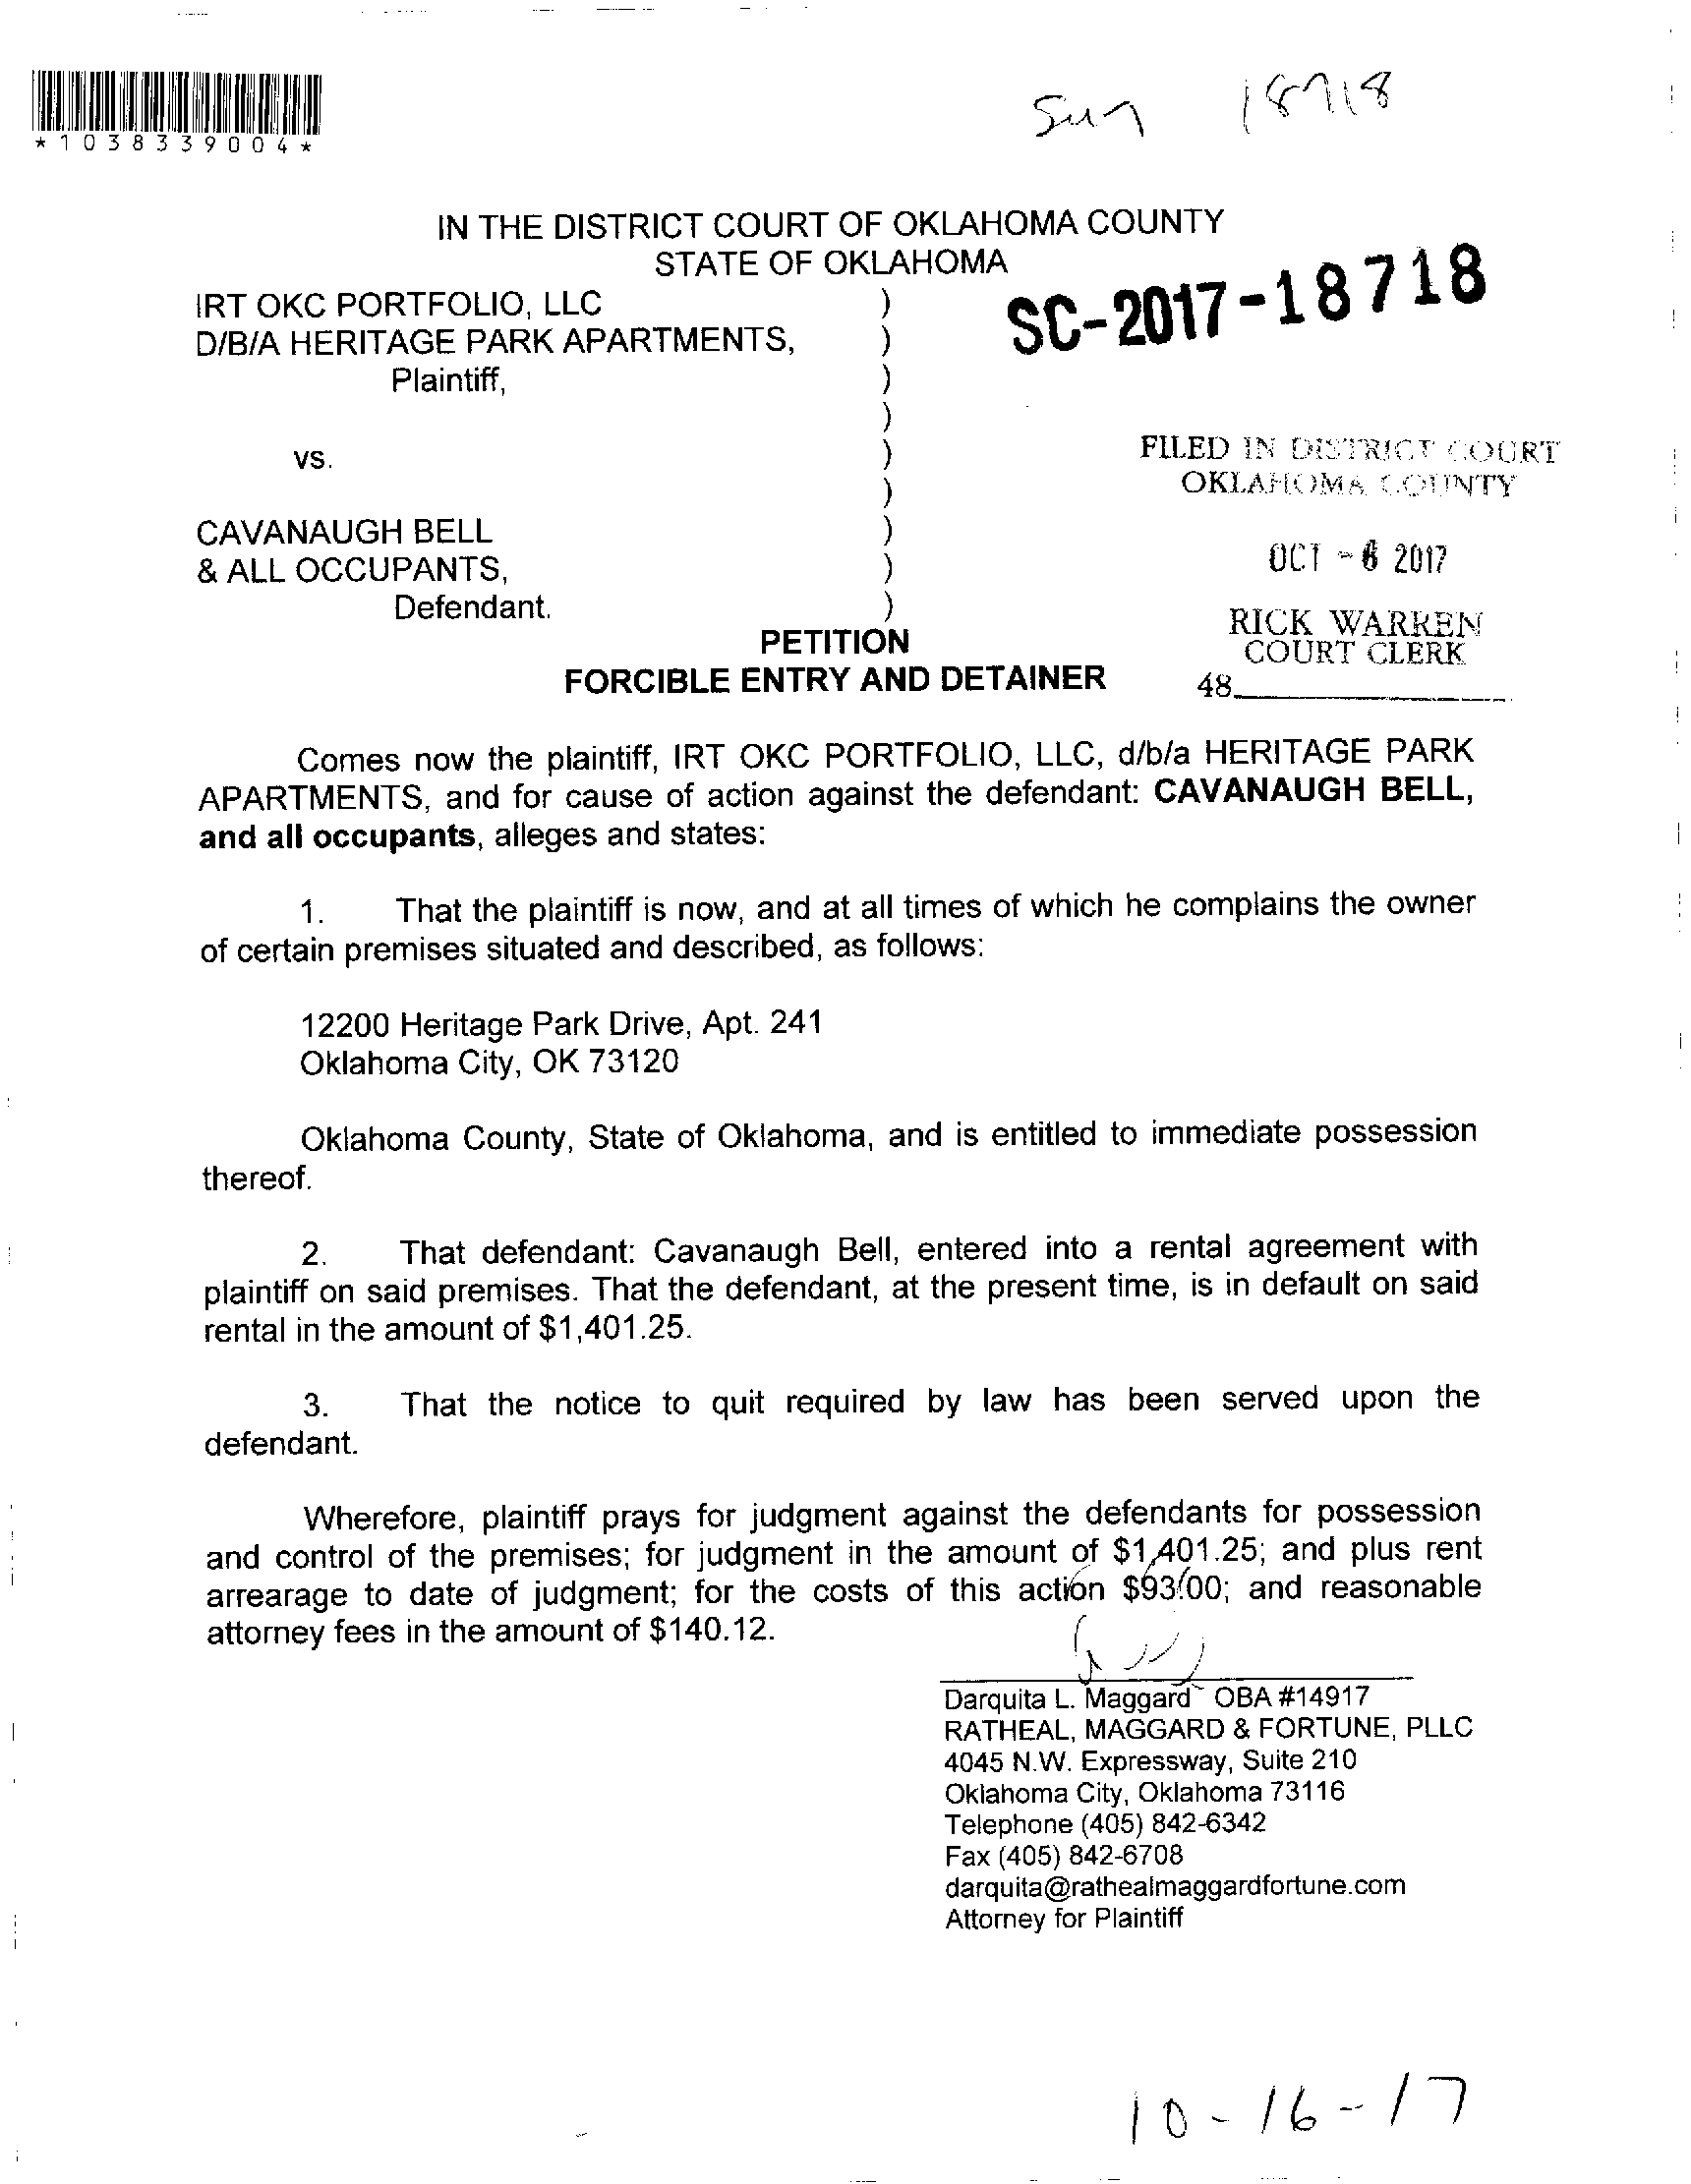 18718
*1038339004*
IN THE DISTRICT COURT OF OKLAHOMA COUNTY
STATE OF OKLAHOMA
IRT OKC PORTFOLIO, LLC )
D/B/A HERITAGE PARK APARTMENTS, )
Plaintiff, )
)
vs. )
)
CAVANAUGH BELL )
& ALL OCCUPANTS, )
Defendant. )
SC-2017-18718
FILED IN DISTRICT COURT
OKLAHOMA COUNTY
OCT - 6 2017
RICK WARREN
COURT CLERK
48
PETITION
FORCIBLE ENTRY AND DETAINER
Comes now the plaintiff, IRT OKC PORTFOLIO, LLC, d/b/a HERITAGE PARK
APARTMENTS, and for cause of action against the defendant: CAVANAUGH BELL,
and all occupants, alleges and states:
1. That the plaintiff is now, and at all times of which he complains the owner
of certain premises situated and described, as follows:
12200 Heritage Park Drive, Apt. 241
Oklahoma City, OK 73120
Oklahoma County, State of Oklahoma, and is entitled to immediate possession
thereof.
2. That defendant: Cavanaugh Bell, entered into a rental agreement with
plaintiff on said premises. That the defendant, at the present time, is in default on said
rental in the amount of $1,401.25.
3. That the notice to quit required by law has been served upon the
defendant.
Wherefore, plaintiff prays for judgment against the defendants for possession
and control of the premises; for judgment in the amount of $1,401.25; and plus rent
arrearage to date of judgment; for the costs of this action $93.00; and reasonable
attorney fees in the amount of $140.12.
Darquita L. Maggard OBA #14917
RATHEAL, MAGGARD & FORTUNE, PLLC
4045 N.W. Expressway, Suite 210
Oklahoma City, Oklahoma 73116
Telephone (405) 842-6342
Fax (405) 842-6708
darquita@rathealmaggardfortune.com
Attorney for Plaintiff
10-16-17